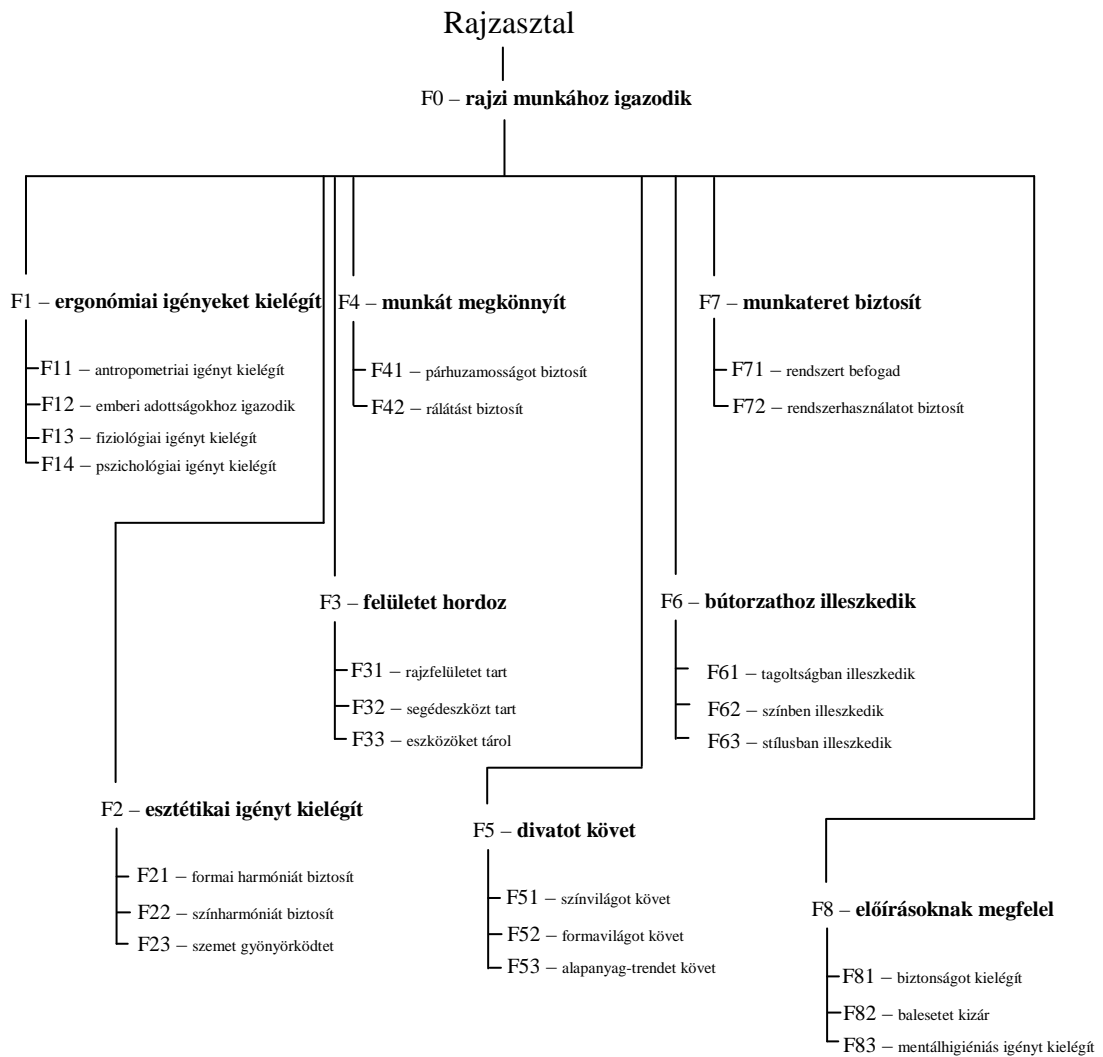 Rajzasztal
F0 – rajzi munkához igazodik
F1 – ergonómiai igényeket kielégít
F11 – antropometriai igényt kielégít
F12 – emberi adottságokhoz igazodik
F13 – fiziológiai igényt kielégít
F14 – pszichológiai igényt kielégít
F4 – munkát megkönnyít
F41 – párhuzamosságot biztosít
F42 – rálátást biztosít
F7 – munkateret biztosít
F71 – rendszert befogad
F72 – rendszerhasználatot biztosít
F3 – felületet hordoz
F31 – rajzfelületet tart
F32 – segédeszközt tart
F33 – eszközöket tárol
F6 – bútorzathoz illeszkedik
F61 – tagoltságban illeszkedik
F62 – színben illeszkedik
F63 – stílusban illeszkedik
F2 – esztétikai igényt kielégít
F21 – formai harmóniát biztosít
F22 – színharmóniát biztosít
F23 – szemet gyönyörködtet
F5 – divatot követ
F51 – színvilágot követ
F52 – formavilágot követ
F53 – alapanyag-trendet követ
F8 – előírásoknak megfelel
F81 – biztonságot kielégít
F82 – balesetet kizár
F83 – mentálhigiéniás igényt kielégít